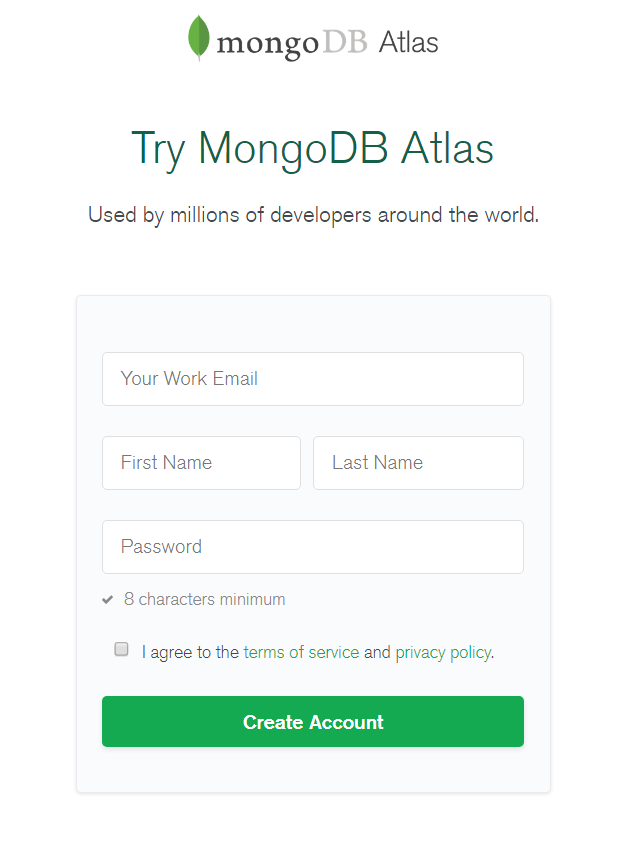 mongoDB Atlas
Try MongoDB Atlas
Used by millions of developers around the world.
Your Work Email
First Name Last Name
Password
8 characters minimum
I agree to the terms of service and privacy policy.
Create Account